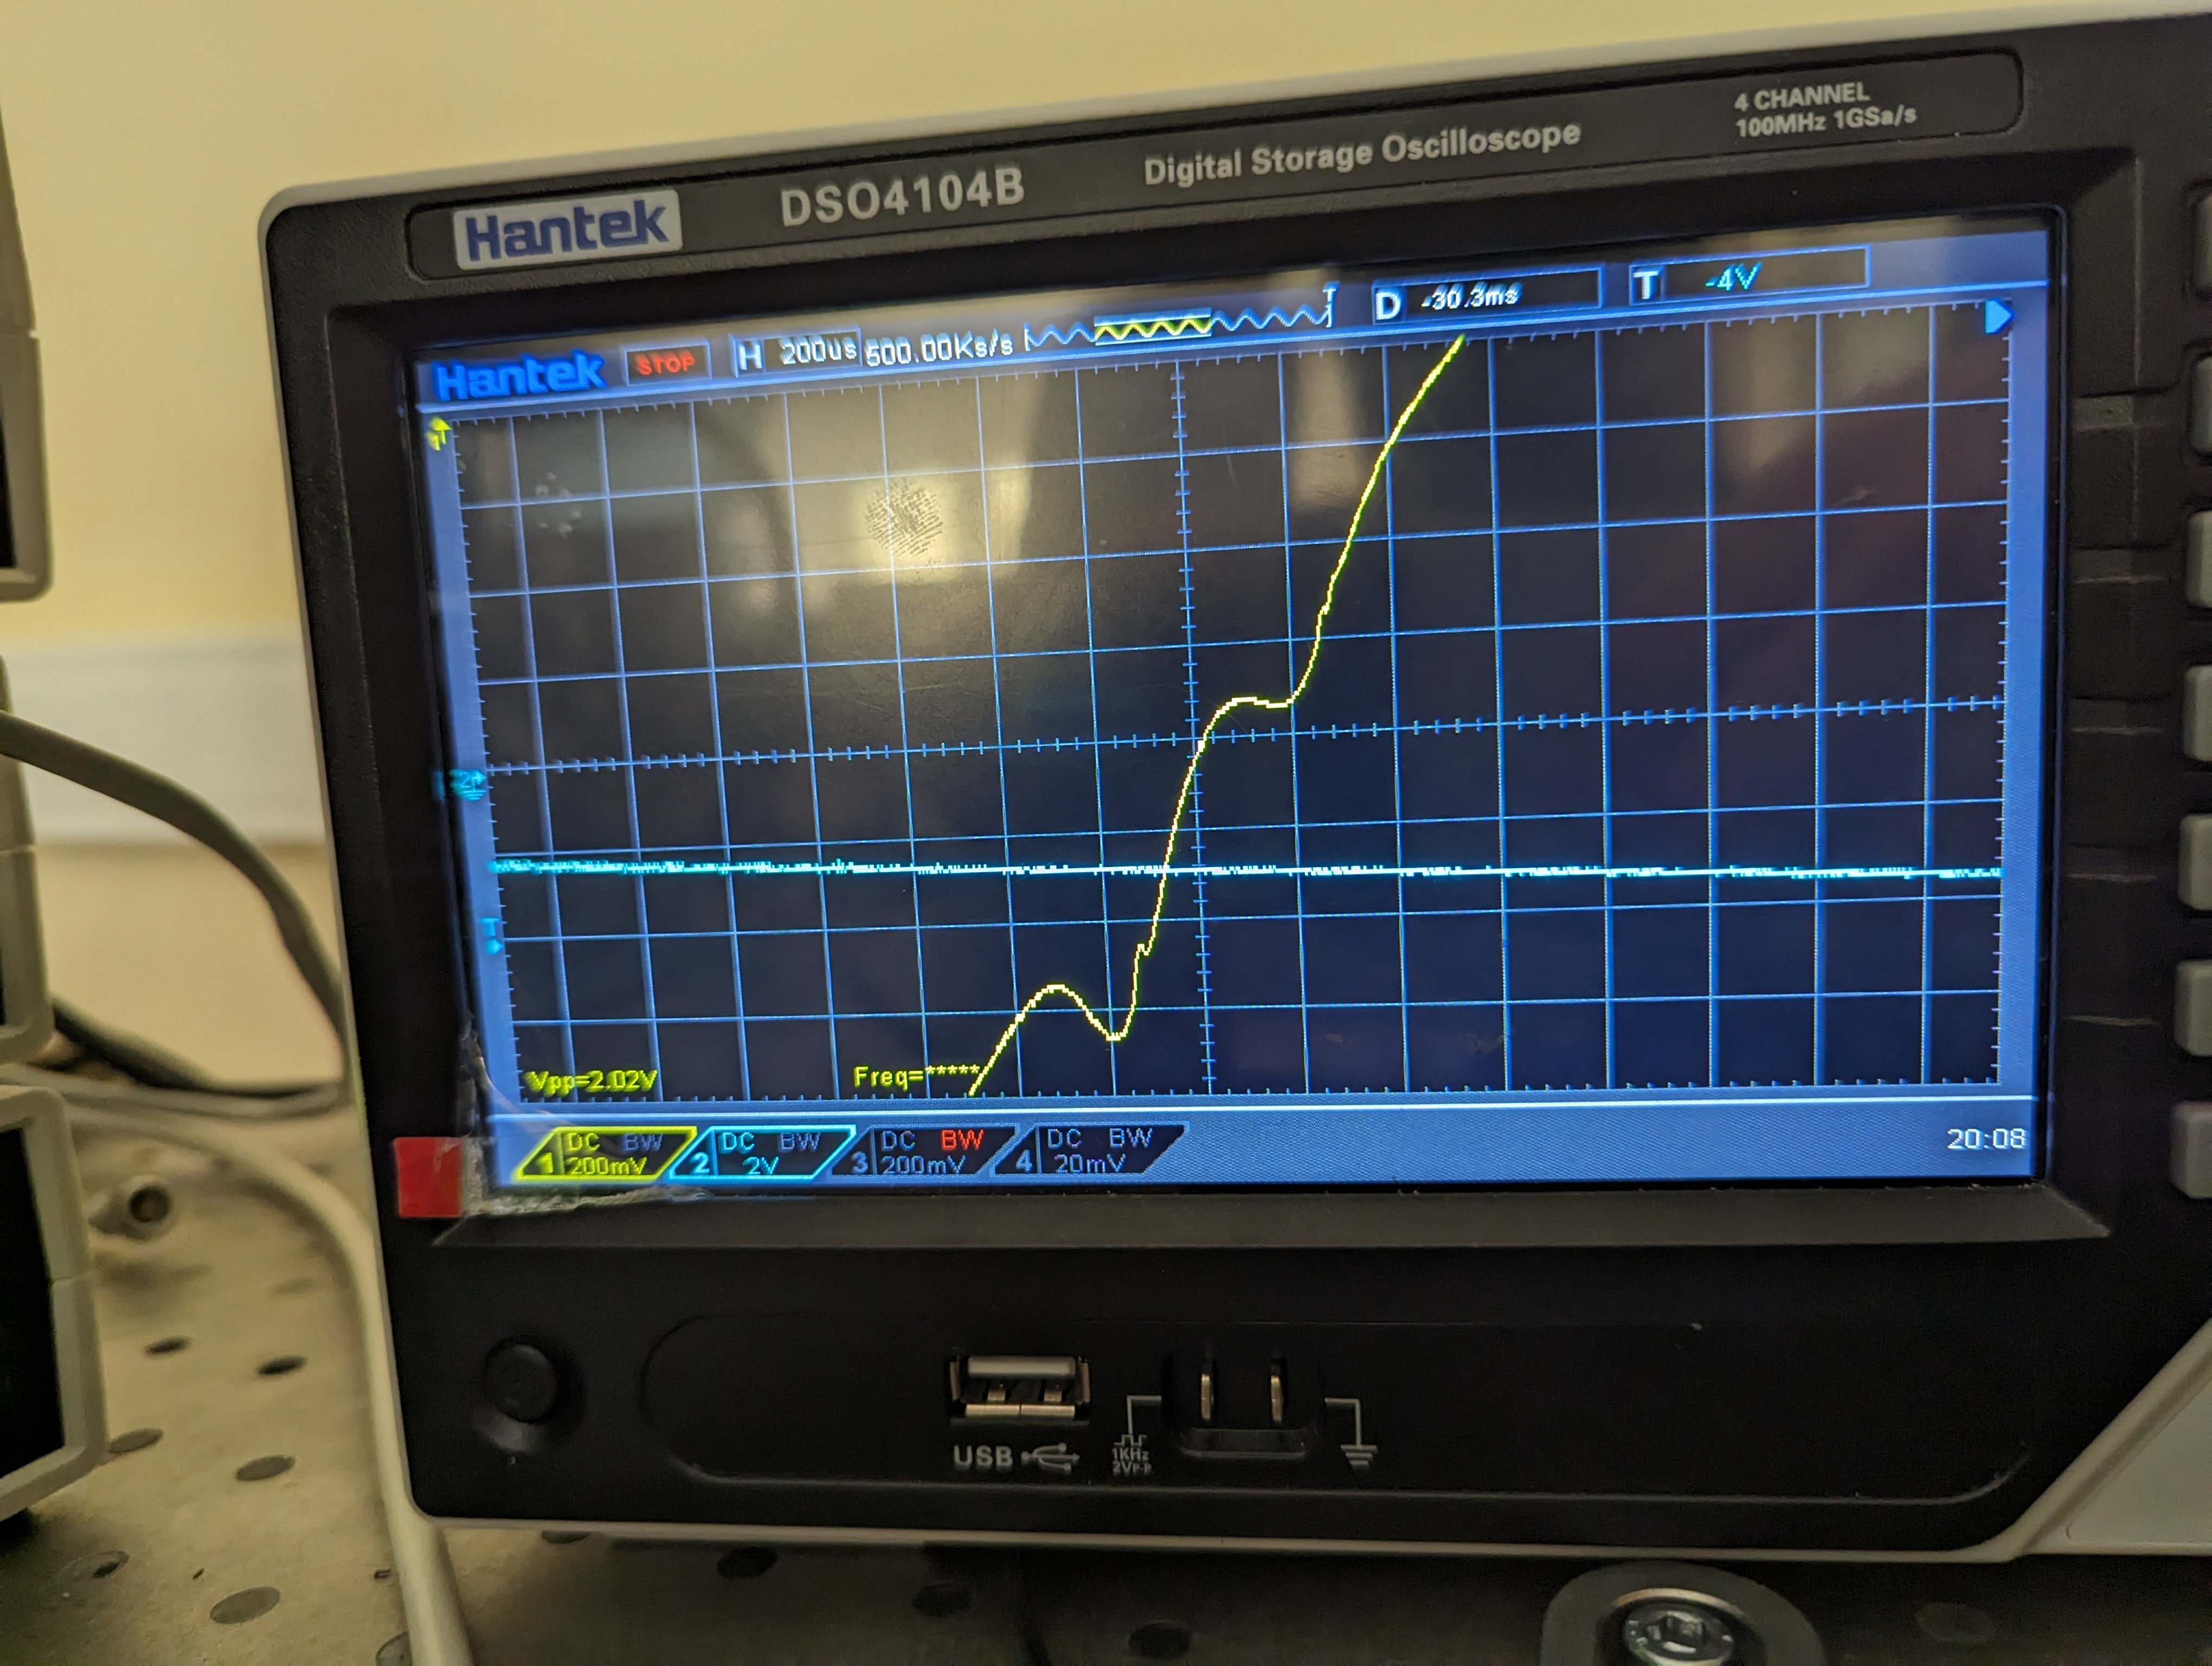 Hantek DSO4104B Digital Storage Oscilloscope
4 CHANNEL
100MHz 1GSa/s
Hantek STOP H 200us 500.00Ks/s T D -30.3ms T -4V
1
2
T
Vpp=2.02V Freq=*****
1 DC BW 200mV
2 DC BW 2V
3 DC BW 200mV
4 DC BW 20mV
20:08
USB
1KHz
2Vp-p